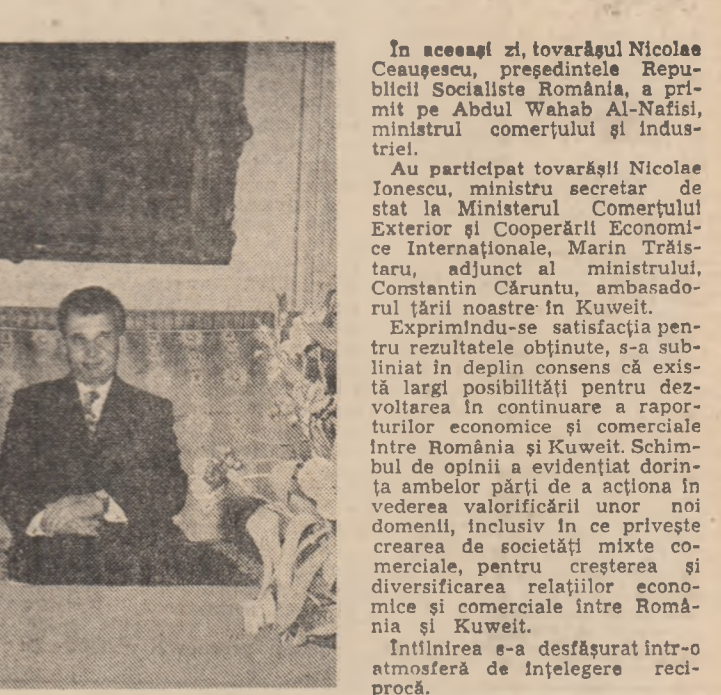 În aceeași zi, tovarășul Nicolae
Ceaușescu, președintele Repu-
blicii Socialiste România, a pri-
mit pe Abdul Wahab Al-Nafisi,
ministrul comerțului și indus-
triei.
Au participat tovarășii Nicolae
Ionescu, ministru secretar de
stat la Ministerul Comerțului
Exterior și Cooperării Economi-
ce Internaționale, Marin Trăis-
taru, adjunct al ministrului,
Constantin Căruntu, ambasado-
rul țării noastre în Kuweit.
Exprimîndu-se satisfacția pen-
tru rezultatele obținute, s-a sub-
liniat în deplin consens că exis-
tă largi posibilități pentru dez-
voltarea în continuare a rapor-
turilor economice și comerciale
între România și Kuweit. Schim-
bul de opinii a evidențiat dorin-
ța ambelor părți de a acționa în
vederea valorificării unor noi
domenii, inclusiv în ce privește
crearea de societăți mixte co-
merciale, pentru creșterea și
diversificarea relațiilor econo-
mice și comerciale între Româ-
nia și Kuweit.
Întîlnirea s-a desfășurat într-o
atmosferă de înțelegere reci-
procă.